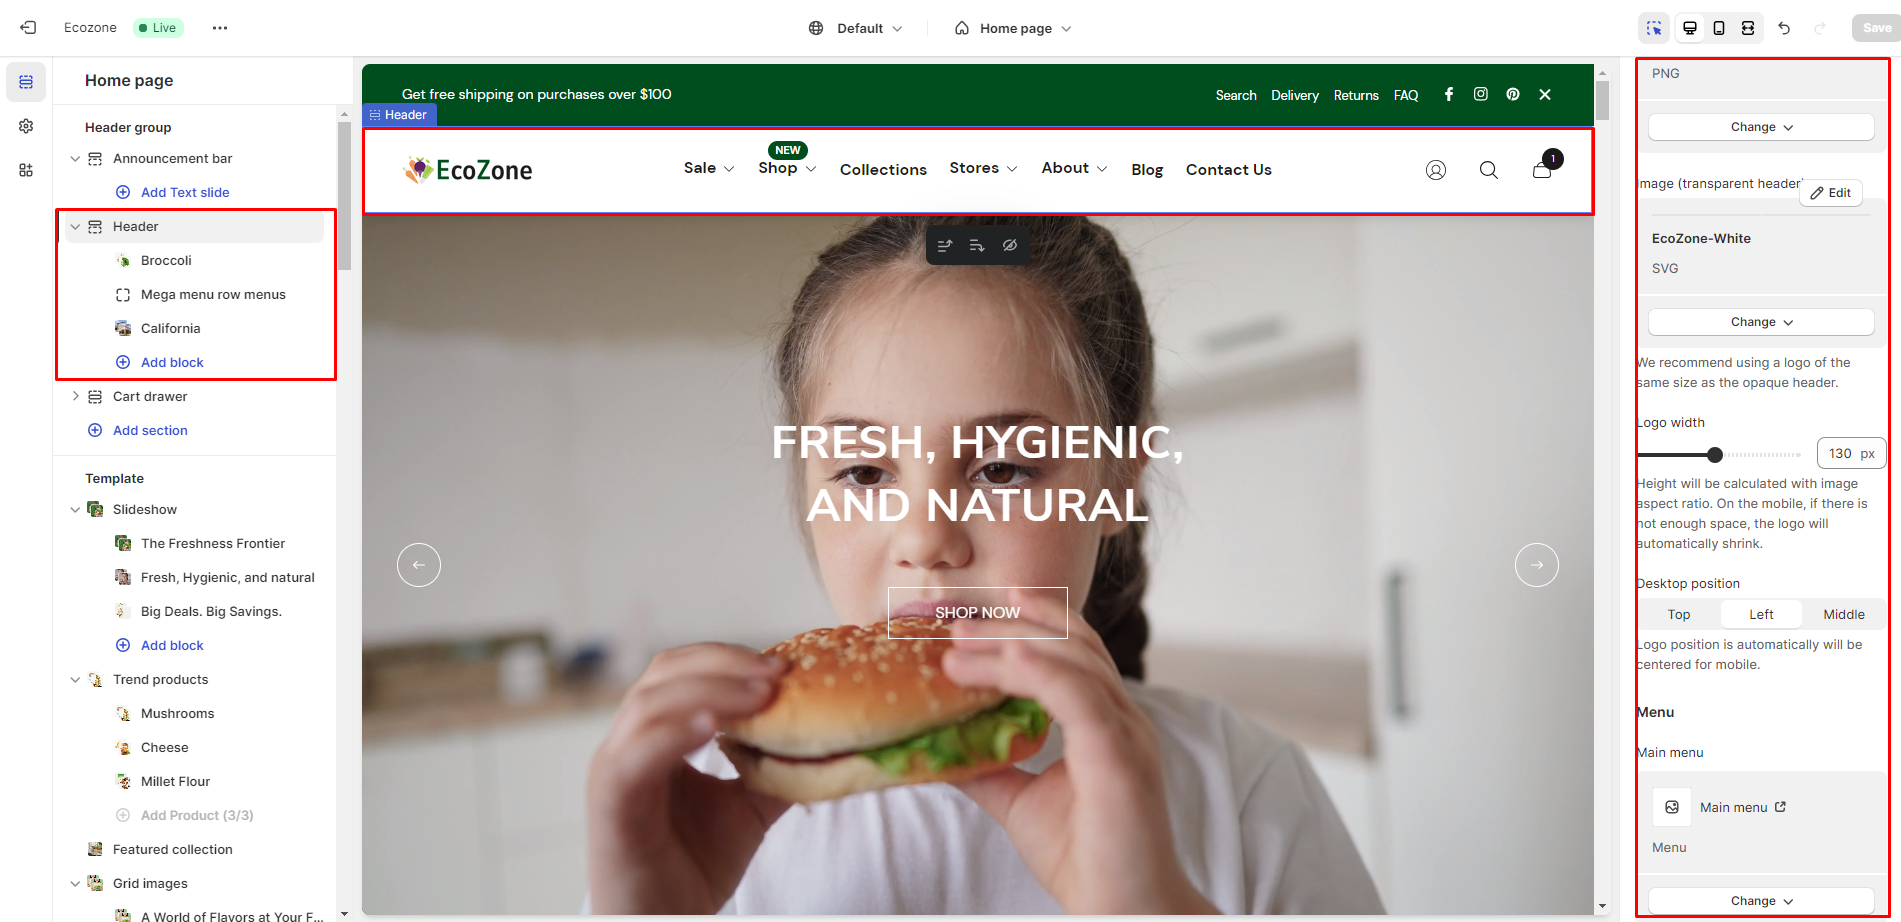 Ecozone
Live
Default
Home page
Save
Home page
Header group
Announcement bar
Add Text slide
Header
Broccoli
Mega menu row menus
California
Add block
Cart drawer
Add section
Template
Slideshow
The Freshness Frontier
Fresh, Hygienic, and natural
Big Deals. Big Savings.
Add block
Trend products
Mushrooms
Cheese
Millet Flour
Add Product (3/3)
Featured collection
Grid images
A World of Flavors at Your F...
Get free shipping on purchases over $100
Search Delivery Returns FAQ
Header
EcoZone
NEW
Sale Shop Collections Stores About Blog Contact Us
1
FRESH, HYGIENIC,
AND NATURAL
SHOP NOW
PNG
Change
Image (transparent header)
Edit
EcoZone-White
SVG
Change
We recommend using a logo of the
same size as the opaque header.
Logo width
130 px
Height will be calculated with image
aspect ratio. On the mobile, if there is
not enough space, the logo will
automatically shrink.
Desktop position
Top Left Middle
Logo position is automatically will be
centered for mobile.
Menu
Main menu
Main menu
Menu
Change